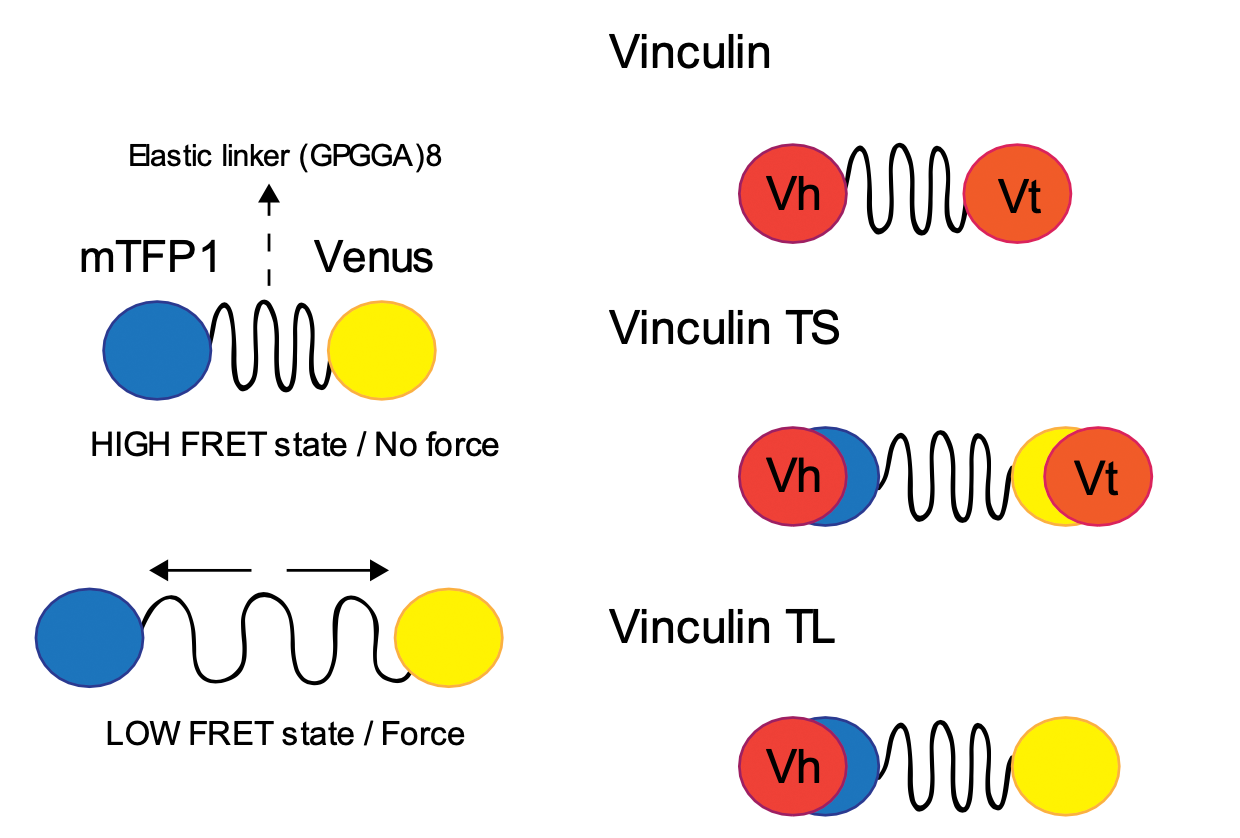 Elastic linker (GPGGA)8
mTFP1
Venus
HIGH FRET state / No force
LOW FRET state / Force
Vinculin
Vh
Vt
Vinculin TS
Vh
Vt
Vinculin TL
Vh